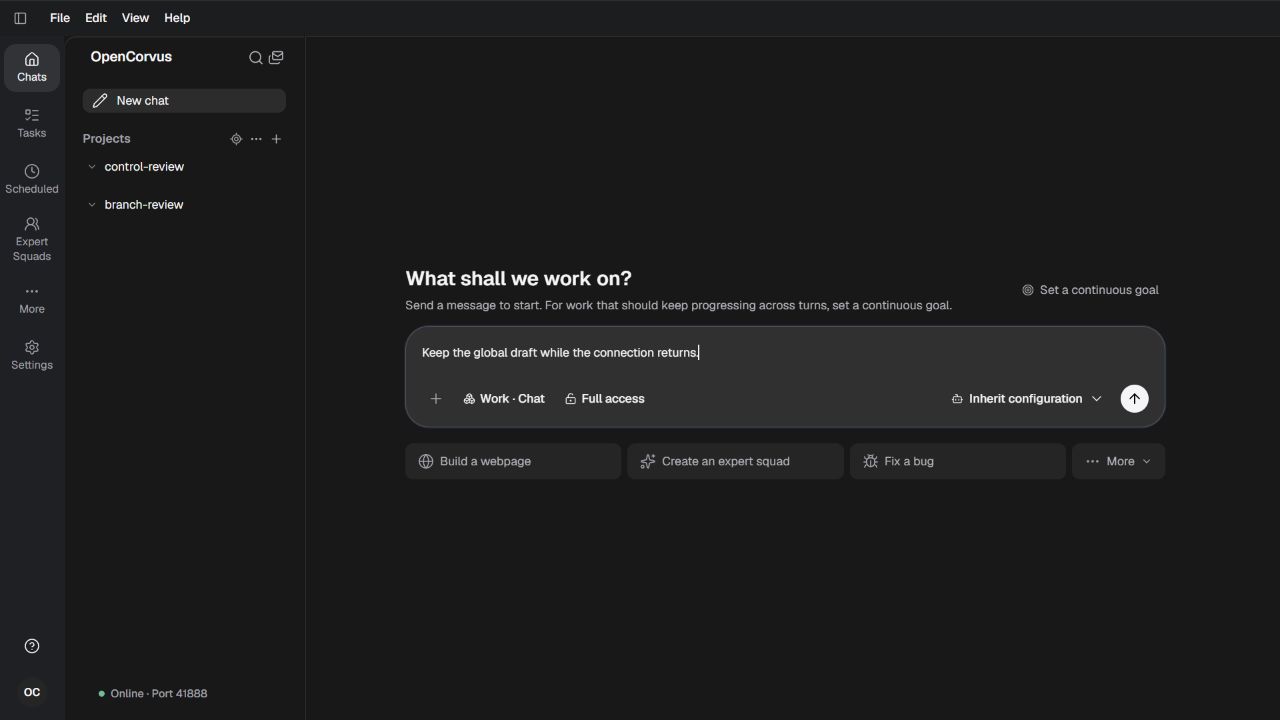 File Edit View Help
Chats
Tasks
Scheduled
Expert
Squads
More
Settings
OC
OpenCorvus
New chat
Projects
control-review
branch-review
Online · Port 41888
What shall we work on?
Send a message to start. For work that should keep progressing across turns, set a continuous goal.
Set a continuous goal
Keep the global draft while the connection returns.
Work · Chat Full access Inherit configuration
Build a webpage Create an expert squad Fix a bug More